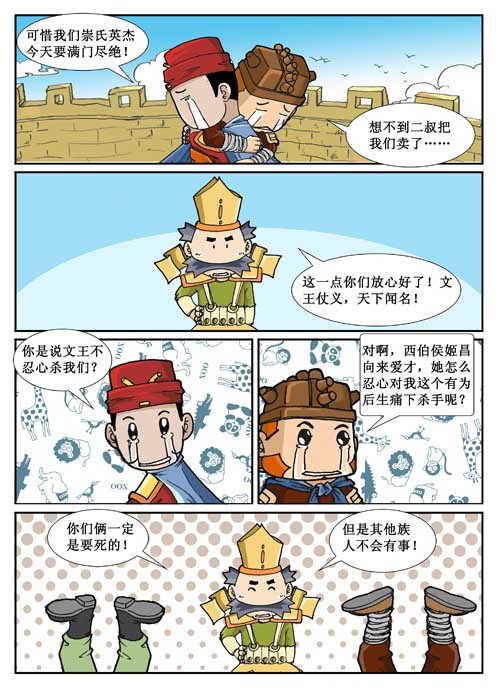 可惜我们崇氏英杰
今天要满门尽绝！
想不到二叔把
我们卖了……
这一点你们放心好了！文
王仗义，天下闻名！
你是说文王不
忍心杀我们？
对啊，西伯侯姬昌
向来爱才，她怎么
忍心对我这个有为
后生痛下杀手呢？
ZOO
ZOO
ZOO
你们俩一定
是要死的！
但是其他族
人不会有事！